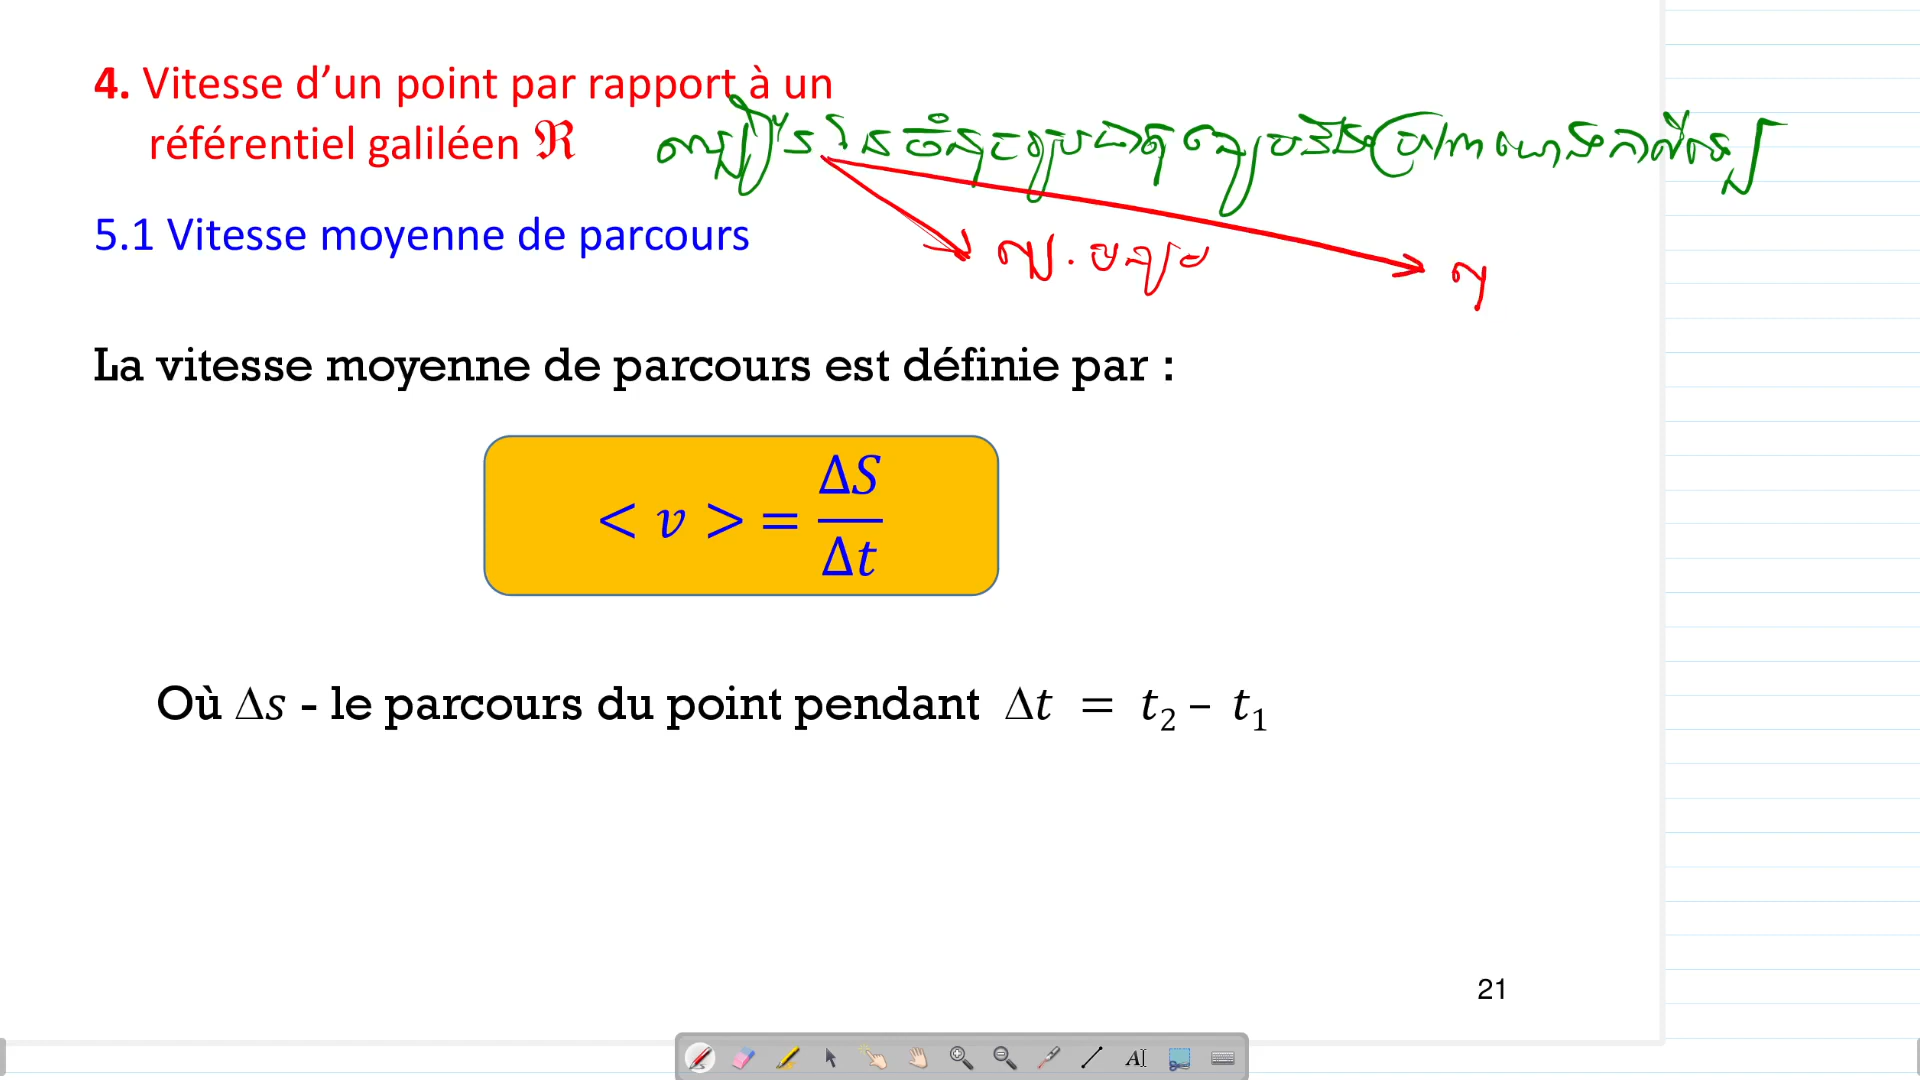 4. Vitesse d’un point par rapport à un
référentiel galiléen ℜ
5.1 Vitesse moyenne de parcours
La vitesse moyenne de parcours est définie par :
< v > = ΔS/Δt
Où Δs - le parcours du point pendant Δt = t₂ – t₁
21